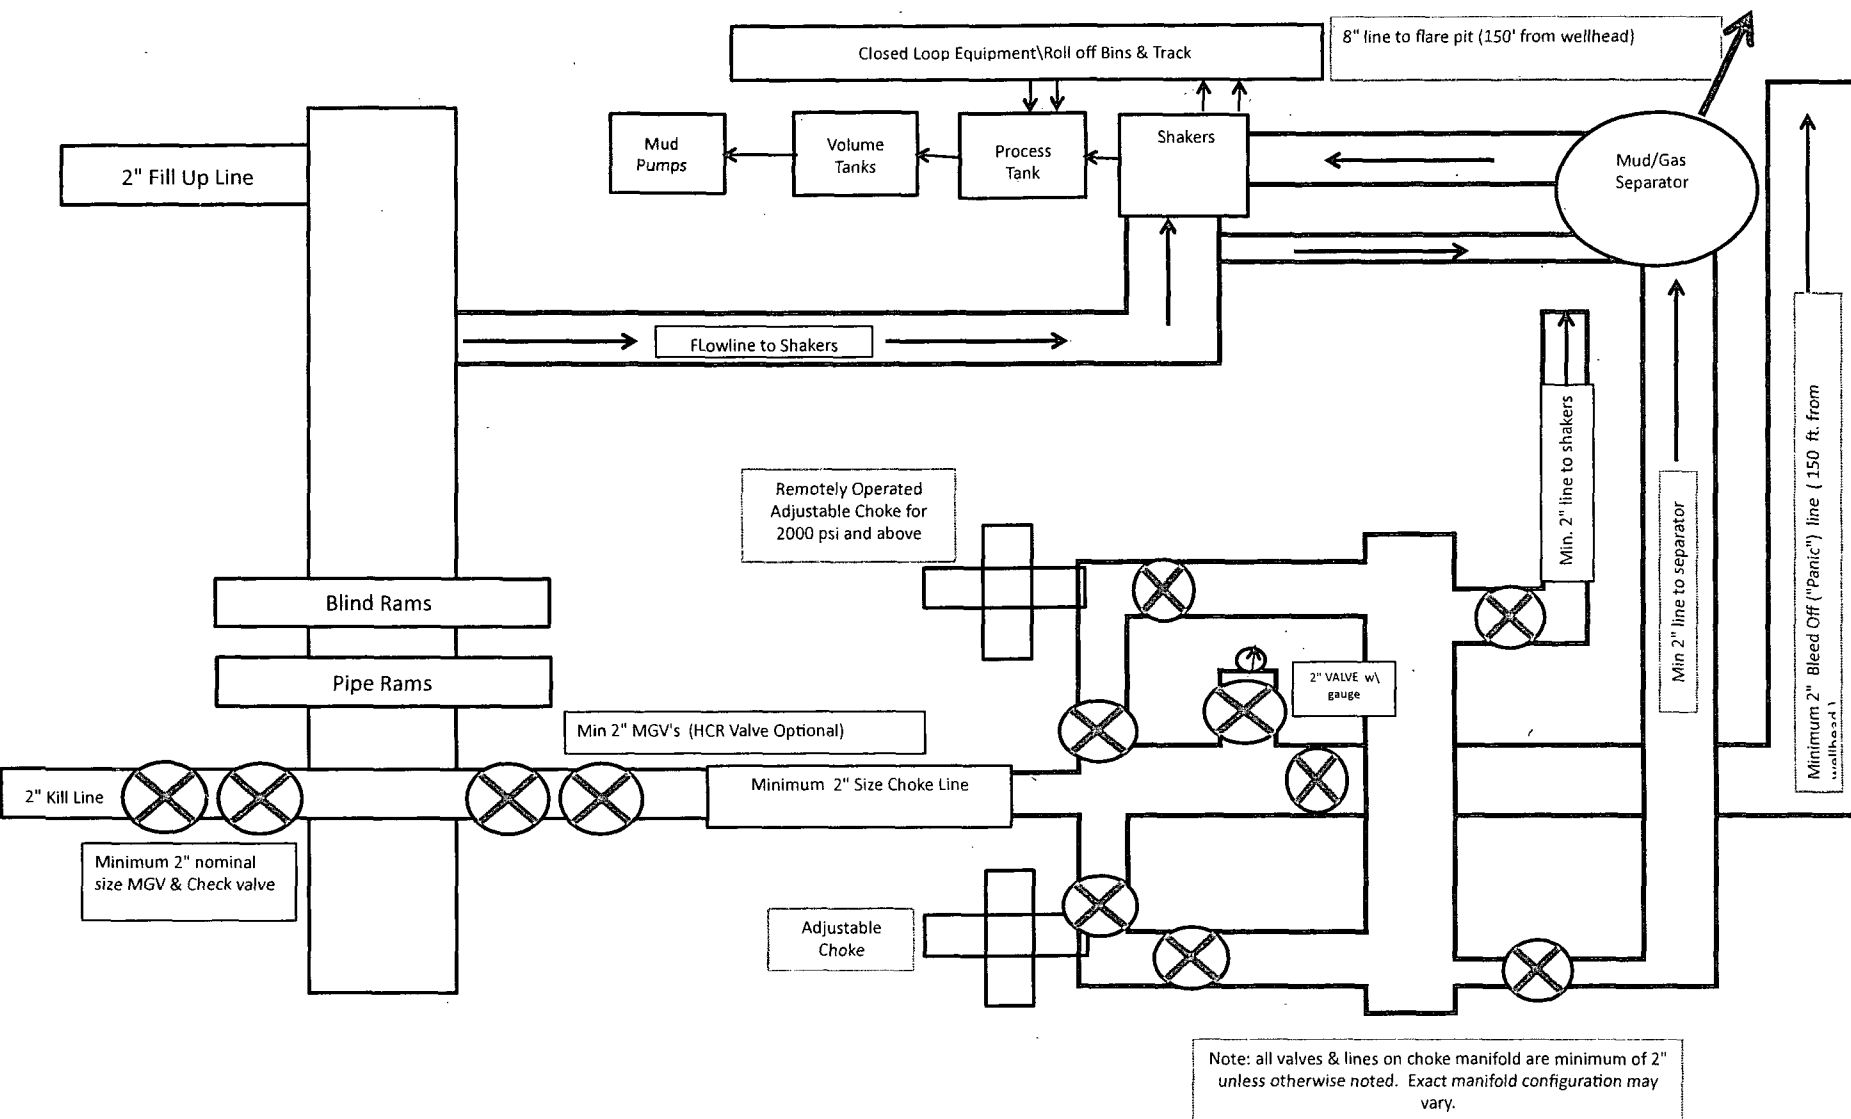 Closed Loop Equipment\Roll off Bins & Track
8" line to flare pit (150' from wellhead)
2" Fill Up Line
Mud
Pumps
Volume
Tanks
Process
Tank
Shakers
Mud/Gas
Separator
FLowline to Shakers
Remotely Operated
Adjustable Choke for
2000 psi and above
Min. 2" line to shakers
Min 2" line to separator
Minimum 2" Bleed Off ("Panic") line ( 150 ft. from
wellhead)
Blind Rams
Pipe Rams
2" VALVE w\
gauge
Min 2" MGV's (HCR Valve Optional)
2" Kill Line
Minimum 2" Size Choke Line
Minimum 2" nominal
size MGV & Check valve
Adjustable
Choke
Note: all valves & lines on choke manifold are minimum of 2"
unless otherwise noted. Exact manifold configuration may
vary.